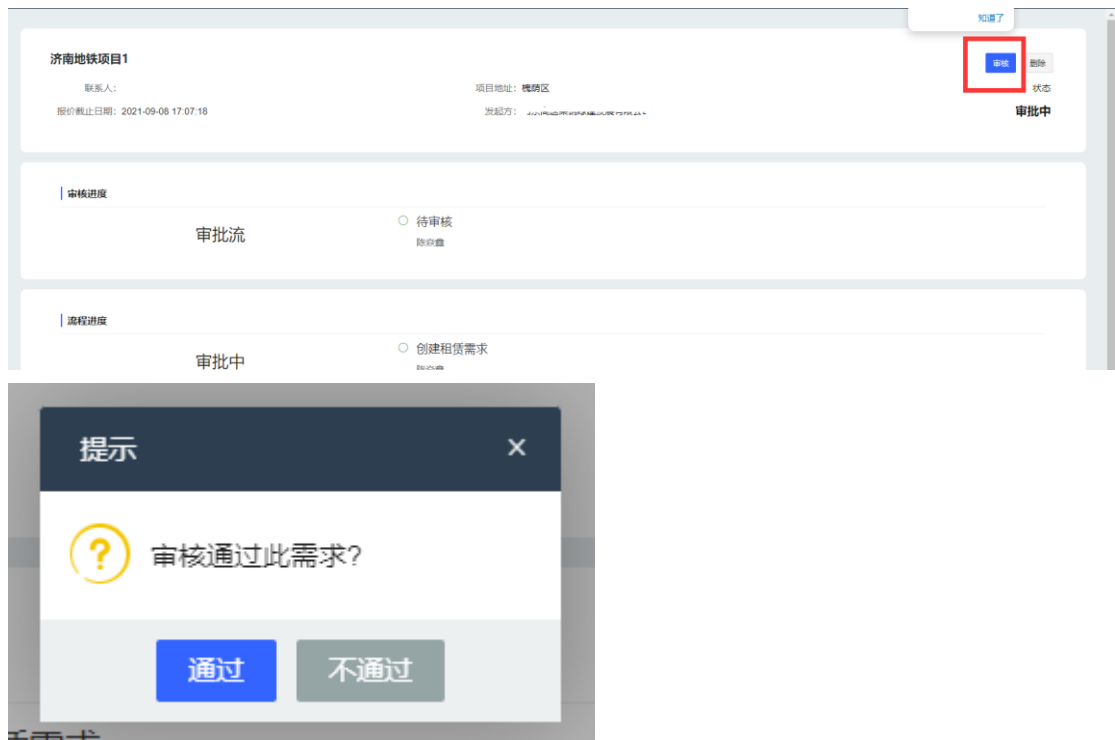 知道了
济南地铁项目1
审核 删除
联系人: 项目地址: 槐荫区 状态
报价截止日期: 2021-09-08 17:07:18 发起方: 审批中
审核进度
审批流
待审核
流程进度
审批中
创建租赁需求
提示 ×
审核通过此需求?
通过 不通过